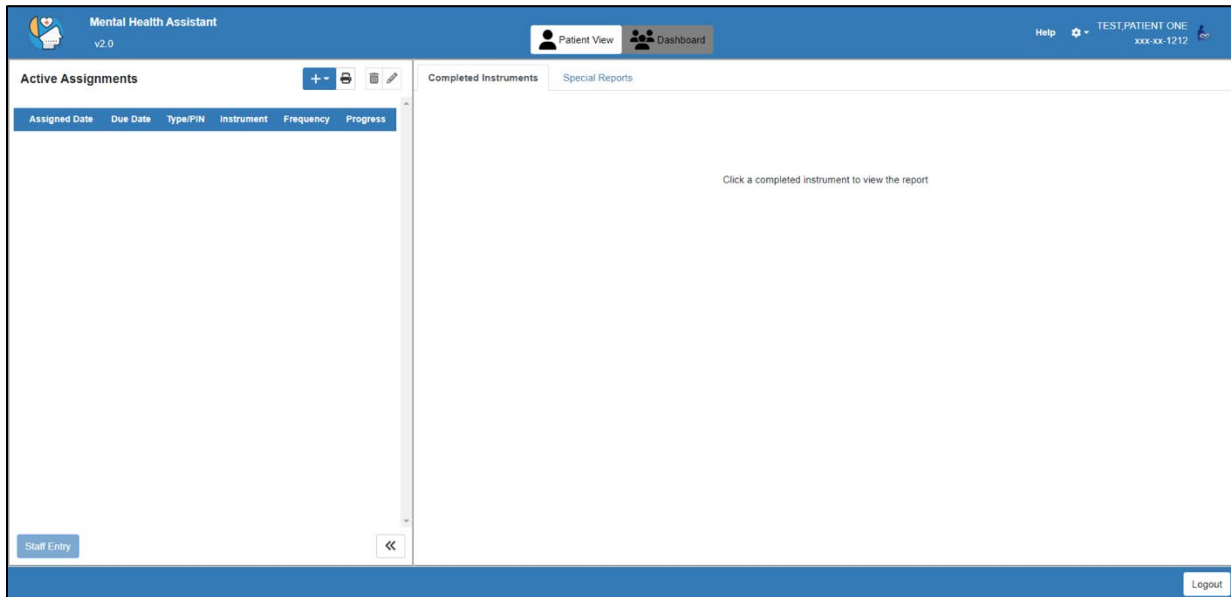 Mental Health Assistant
v2.0
Patient View
Dashboard
Help
TEST,PATIENT ONE
xxx-xx-1212
Active Assignments
Completed Instruments
Special Reports
Assigned Date Due Date Type/PIN Instrument Frequency Progress
Click a completed instrument to view the report
Staff Entry
Logout